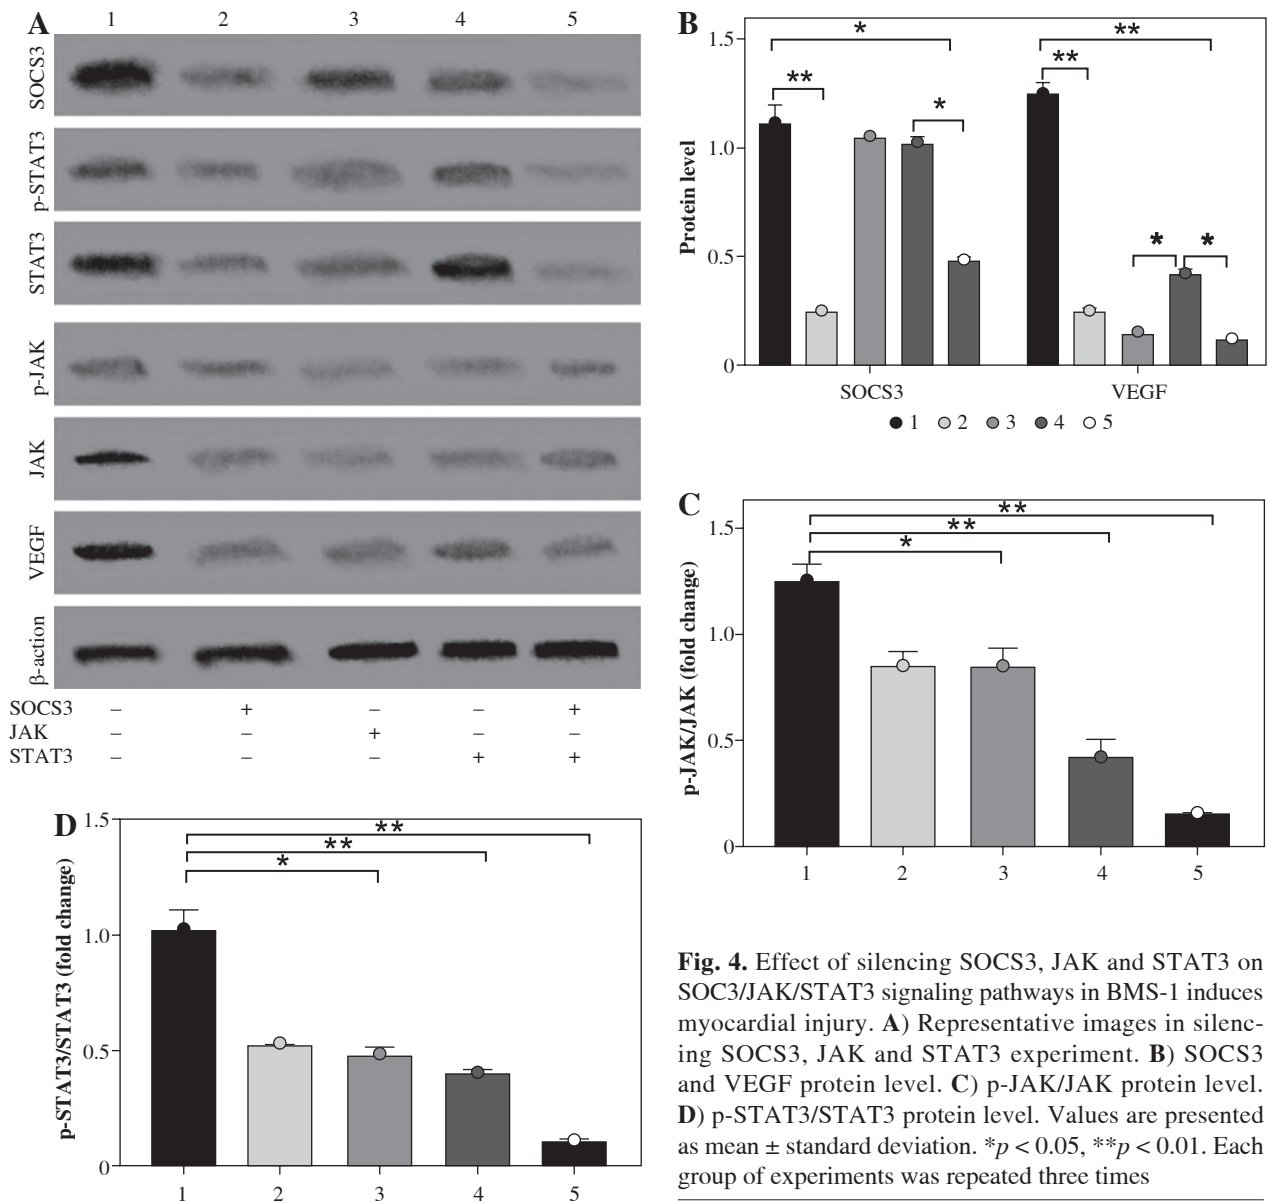 A
1 2 3 4 5
SOCS3
p-STAT3
STAT3
p-JAK
JAK
VEGF
β-action
SOCS3 – + – – +
JAK – – + – –
STAT3 – – – + +
B
Protein level
1.5
1.0
0.5
0
* ** * ** ** * *
SOCS3 VEGF
1 2 3 4 5
C
p-JAK/JAK (fold change)
1.5
1.0
0.5
0
**
**
*
1 2 3 4 5
D
p-STAT3/STAT3 (fold change)
1.5
1.0
0.5
0
**
**
*
1 2 3 4 5
Fig. 4. Effect of silencing SOCS3, JAK and STAT3 on
SOC3/JAK/STAT3 signaling pathways in BMS-1 induces
myocardial injury. A) Representative images in silenc-
ing SOCS3, JAK and STAT3 experiment. B) SOCS3
and VEGF protein level. C) p-JAK/JAK protein level.
D) p-STAT3/STAT3 protein level. Values are presented
as mean ± standard deviation. *p < 0.05, **p < 0.01. Each
group of experiments was repeated three times